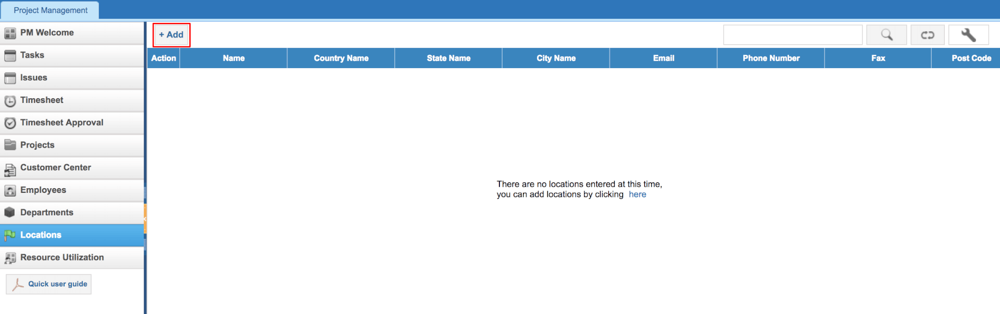 Project Management
PM Welcome
Tasks
Issues
Timesheet
Timesheet Approval
Projects
Customer Center
Employees
Departments
Locations
Resource Utilization
Quick user guide
+ Add
Action Name Country Name State Name City Name Email Phone Number Fax Post Code
There are no locations entered at this time,
you can add locations by clicking here